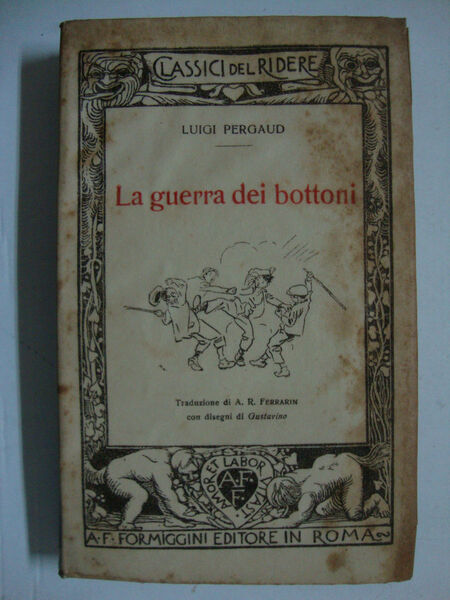 CLASSICI DEL RIDERE
LUIGI PERGAUD
La guerra dei bottoni
Traduzione di A. R. FERRARIN
con disegni di Gustavino
AMOR ET LABOR VITAST
A.F.F.
A·F· FORMIGGINI EDITORE IN ROMA